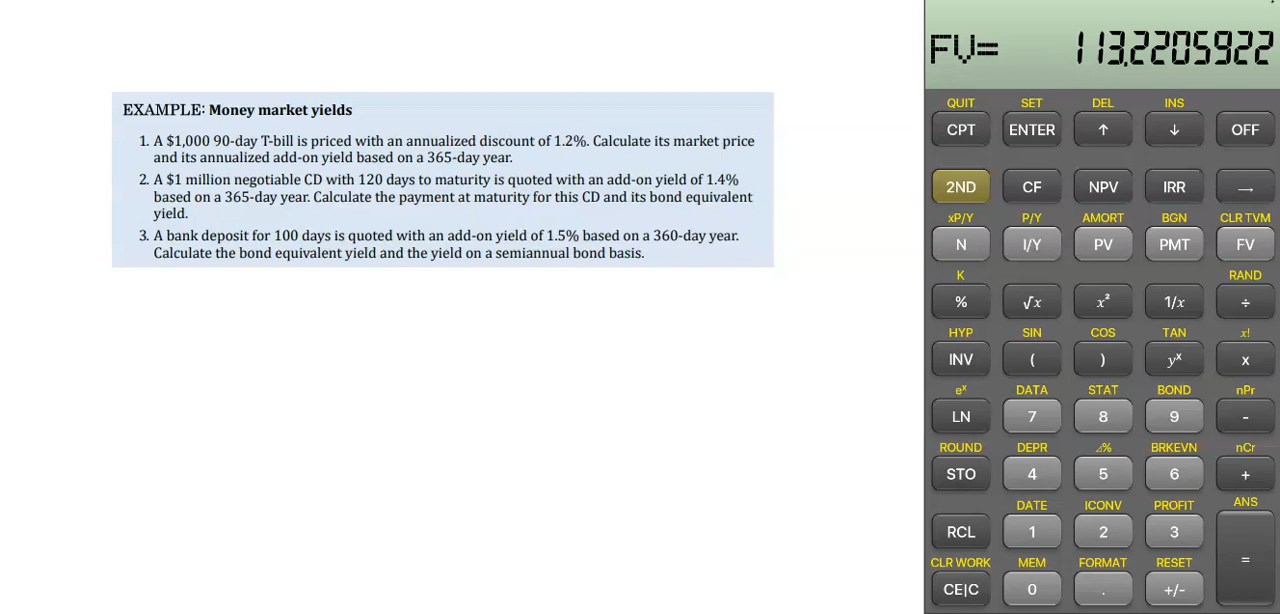 EXAMPLE: Money market yields
1. A $1,000 90-day T-bill is priced with an annualized discount of 1.2%. Calculate its market price
and its annualized add-on yield based on a 365-day year.
2. A $1 million negotiable CD with 120 days to maturity is quoted with an add-on yield of 1.4%
based on a 365-day year. Calculate the payment at maturity for this CD and its bond equivalent
yield.
3. A bank deposit for 100 days is quoted with an add-on yield of 1.5% based on a 360-day year.
Calculate the bond equivalent yield and the yield on a semiannual bond basis.
FV= 113.2205922
QUIT SET DEL INS
CPT ENTER ↑ ↓ OFF
2ND CF NPV IRR →
xP/Y P/Y AMORT BGN CLR TVM
N I/Y PV PMT FV
K RAND
% √x x² 1/x ÷
HYP SIN COS TAN x!
INV ( ) yˣ x
eˣ DATA STAT BOND nPr
LN 7 8 9 -
ROUND DEPR ⊿% BRKEVN nCr
STO 4 5 6 +
DATE ICONV PROFIT ANS
RCL 1 2 3
CLR WORK MEM FORMAT RESET
CE|C 0 . +/- =